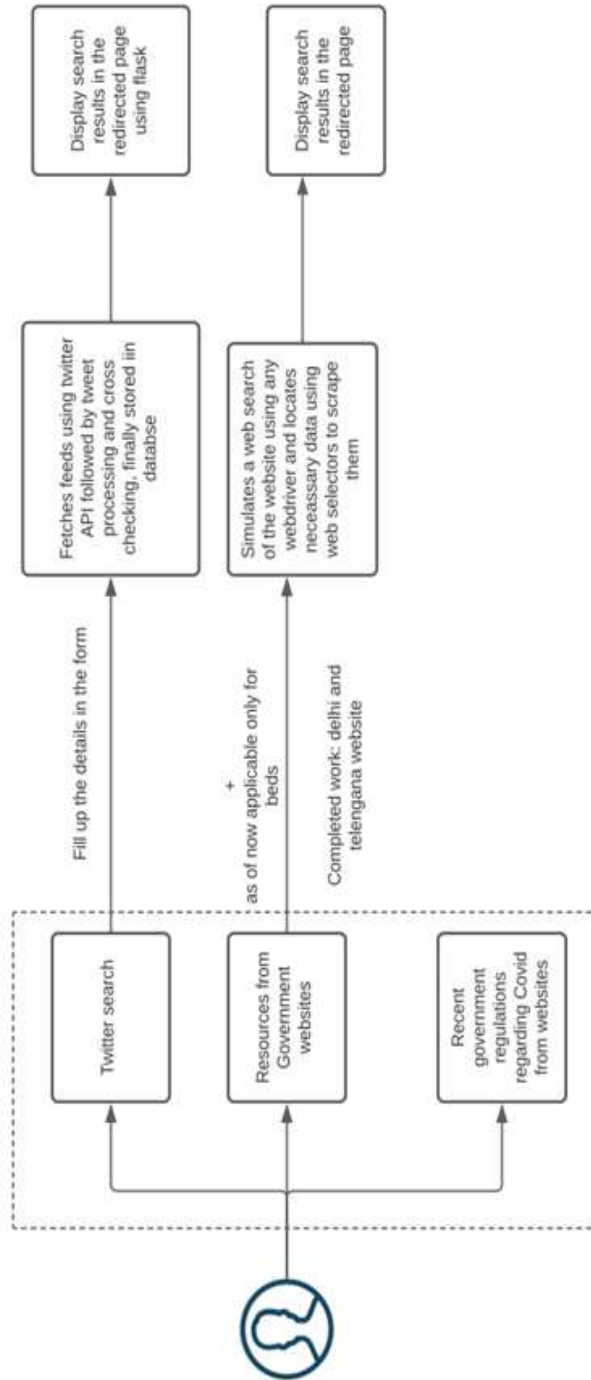 Twitter search
Fill up the details in the form
Fetches feeds using twitter
API followed by tweet
processing and cross
checking, finally stored iin
databse
Display search
results in the
redirected page
using flask
Resources from
Government
websites
+
as of now applicable only for
beds
Completed work: delhi and
telengana website
Simulates a web search
of the website using any
webdriver and locates
neceassary data using
web selectors to scrape
them
Display search
results in the
redirected page
Recent
government
regulations
regarding Covid
from websites